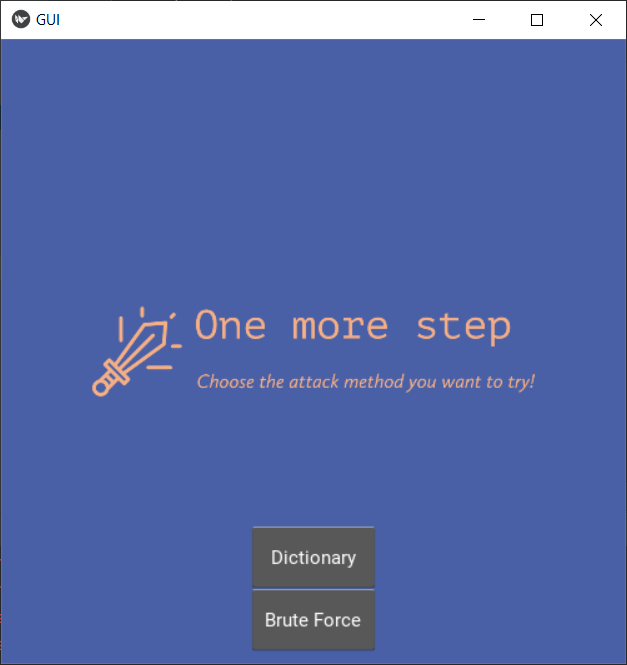 GUI
One more step
Choose the attack method you want to try!
Dictionary
Brute Force